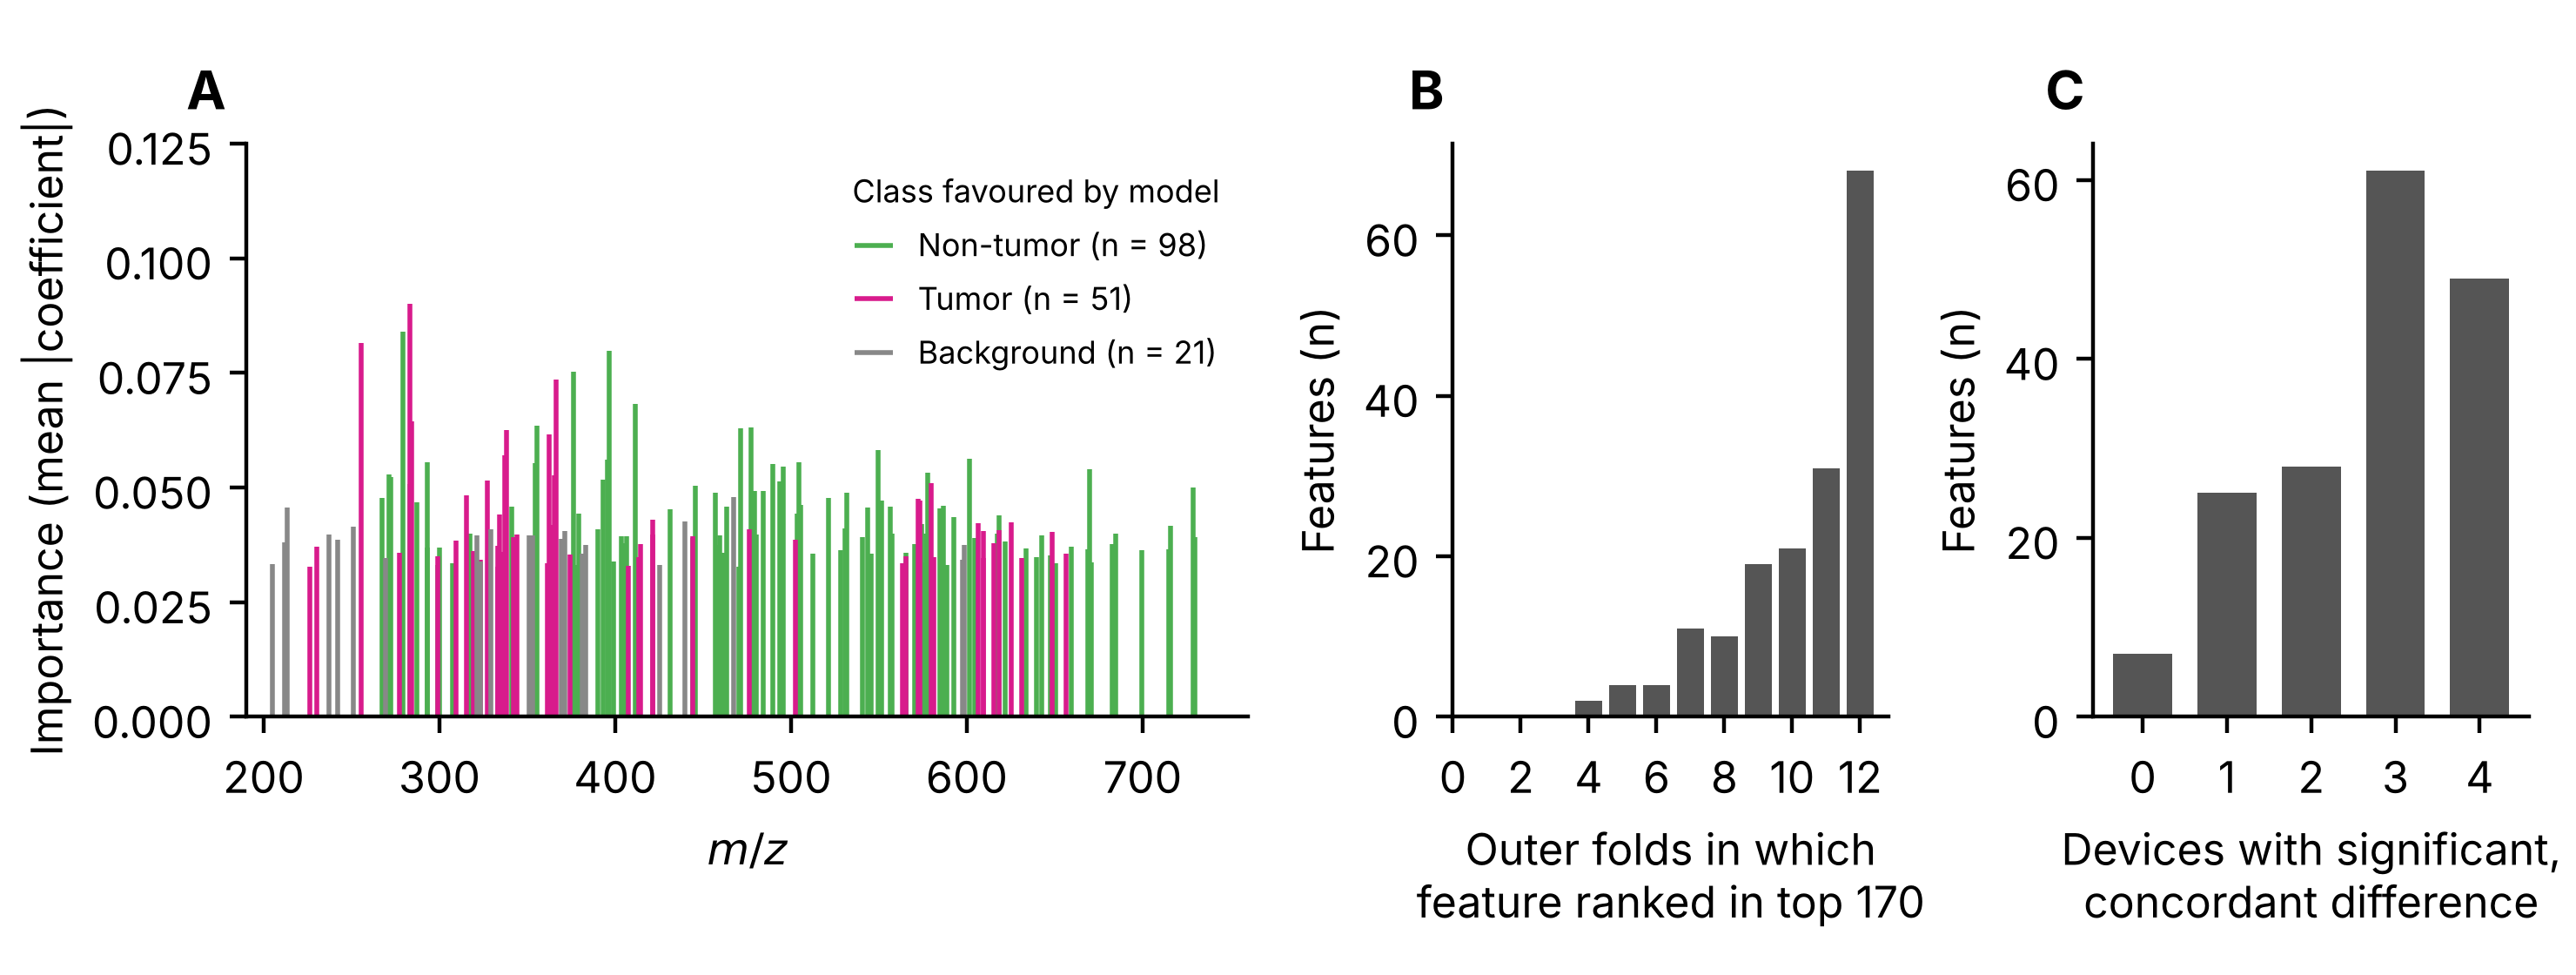 A
Importance (mean |coefficient|)
0.125
0.100
0.075
0.050
0.025
0.000
200 300 400 500 600 700
m/z
Class favoured by model
Non-tumor (n = 98)
Tumor (n = 51)
Background (n = 21)
B
Features (n)
60
40
20
0
0 2 4 6 8 10 12
Outer folds in which
feature ranked in top 170
C
Features (n)
60
40
20
0
0 1 2 3 4
Devices with significant,
concordant difference